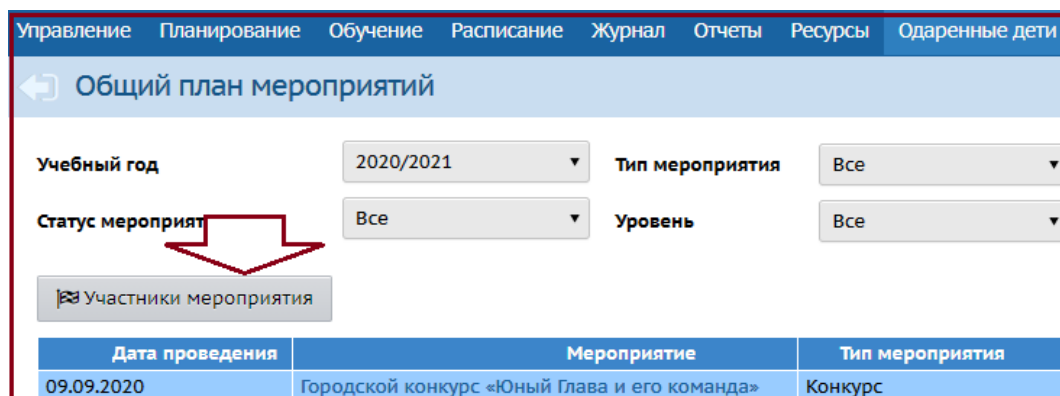 Управление Планирование Обучение Расписание Журнал Отчеты Ресурсы Одаренные дети
Общий план мероприятий
Учебный год 2020/2021 Тип мероприятия Все
Статус Все Уровень Все
Участники мероприятия
Дата проведения Мероприятие Тип мероприятия
09.09.2020 Городской конкурс «Юный Глава и его команда» Конкурс